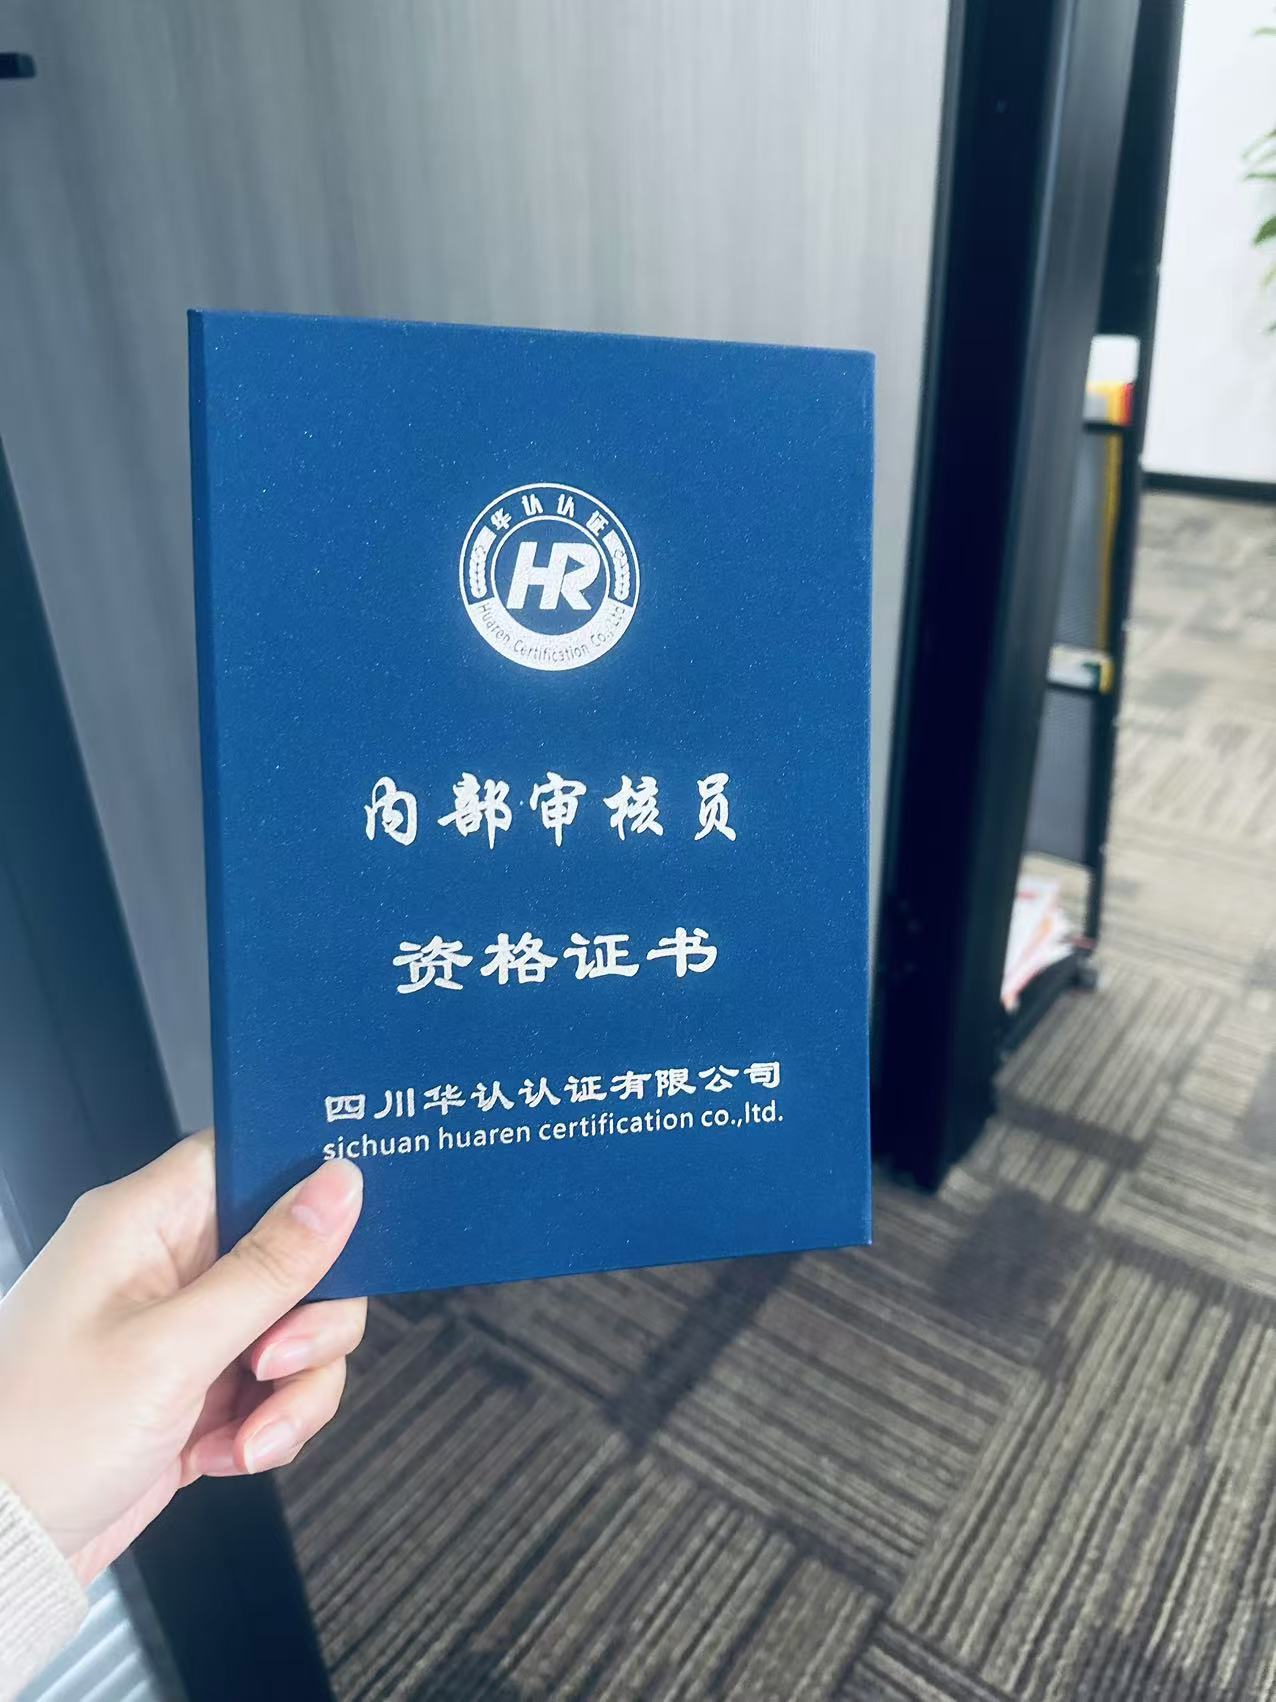 华认认证
HR
Huaren Certification Co., Ltd
内部审核员
资格证书
四川华认认证有限公司
sichuan huaren certification co.,ltd.